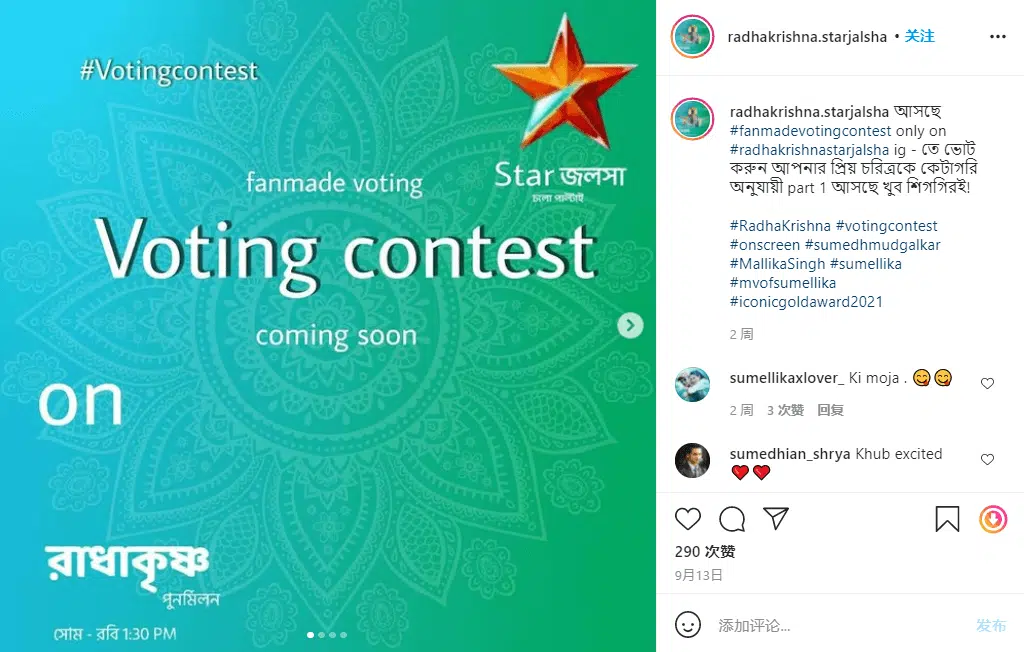 #Votingcontest
Star জলসা
চলো পাল্টাই
fanmade voting
Voting contest
coming soon
on
রাধাকৃষ্ণ
পুনর্মিলন
সোম - রবি 1:30 PM
radhakrishna.starjalsha • 关注
radhakrishna.starjalsha আসছে
#fanmadevotingcontest only on
#radhakrishnastarjalsha ig - তে ভোট
করুন আপনার প্রিয় চরিত্রকে কেটাগরি
অনুযায়ী part 1 আসছে খুব শিগগিরই!
#RadhaKrishna #votingcontest
#onscreen #sumedhmudgalkar
#MallikaSingh #sumellika
#mvofsumellika
#iconicgoldaward2021
2 周
sumellikaxlover_ Ki moja . 😋😋
2 周 3 次赞 回复
sumedhian_shrya Khub excited
❤️❤️
290 次赞
9月13日
添加评论... 发布